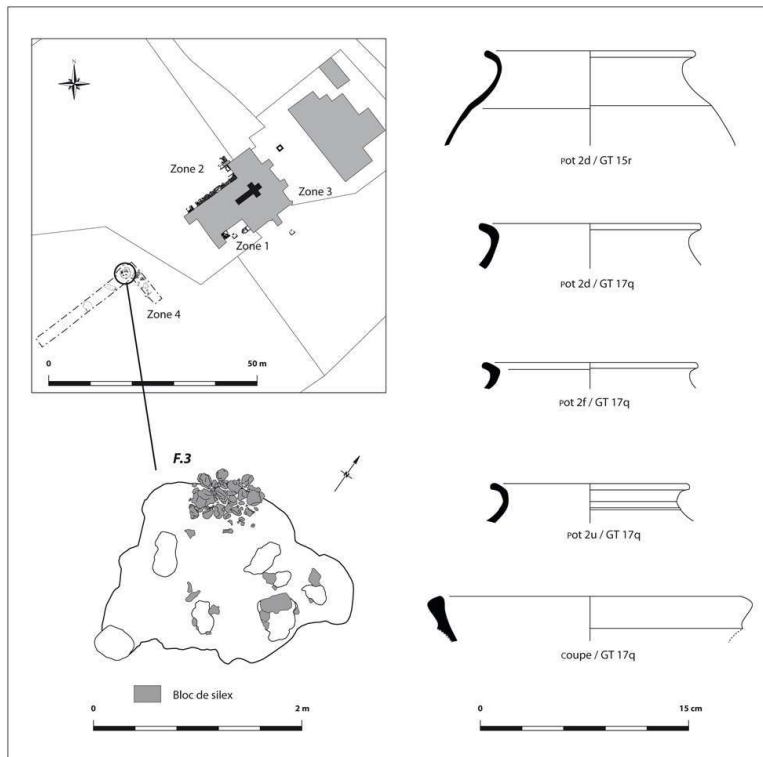 N
Zone 2
Zone 3
Zone 1
Zone 4
0 50 m
F.3
Bloc de silex
0 2 m
Pot 2d / GT 15r
Pot 2d / GT 17q
Pot 2f / GT 17q
Pot 2u / GT 17q
coupe / GT 17q
0 15 cm